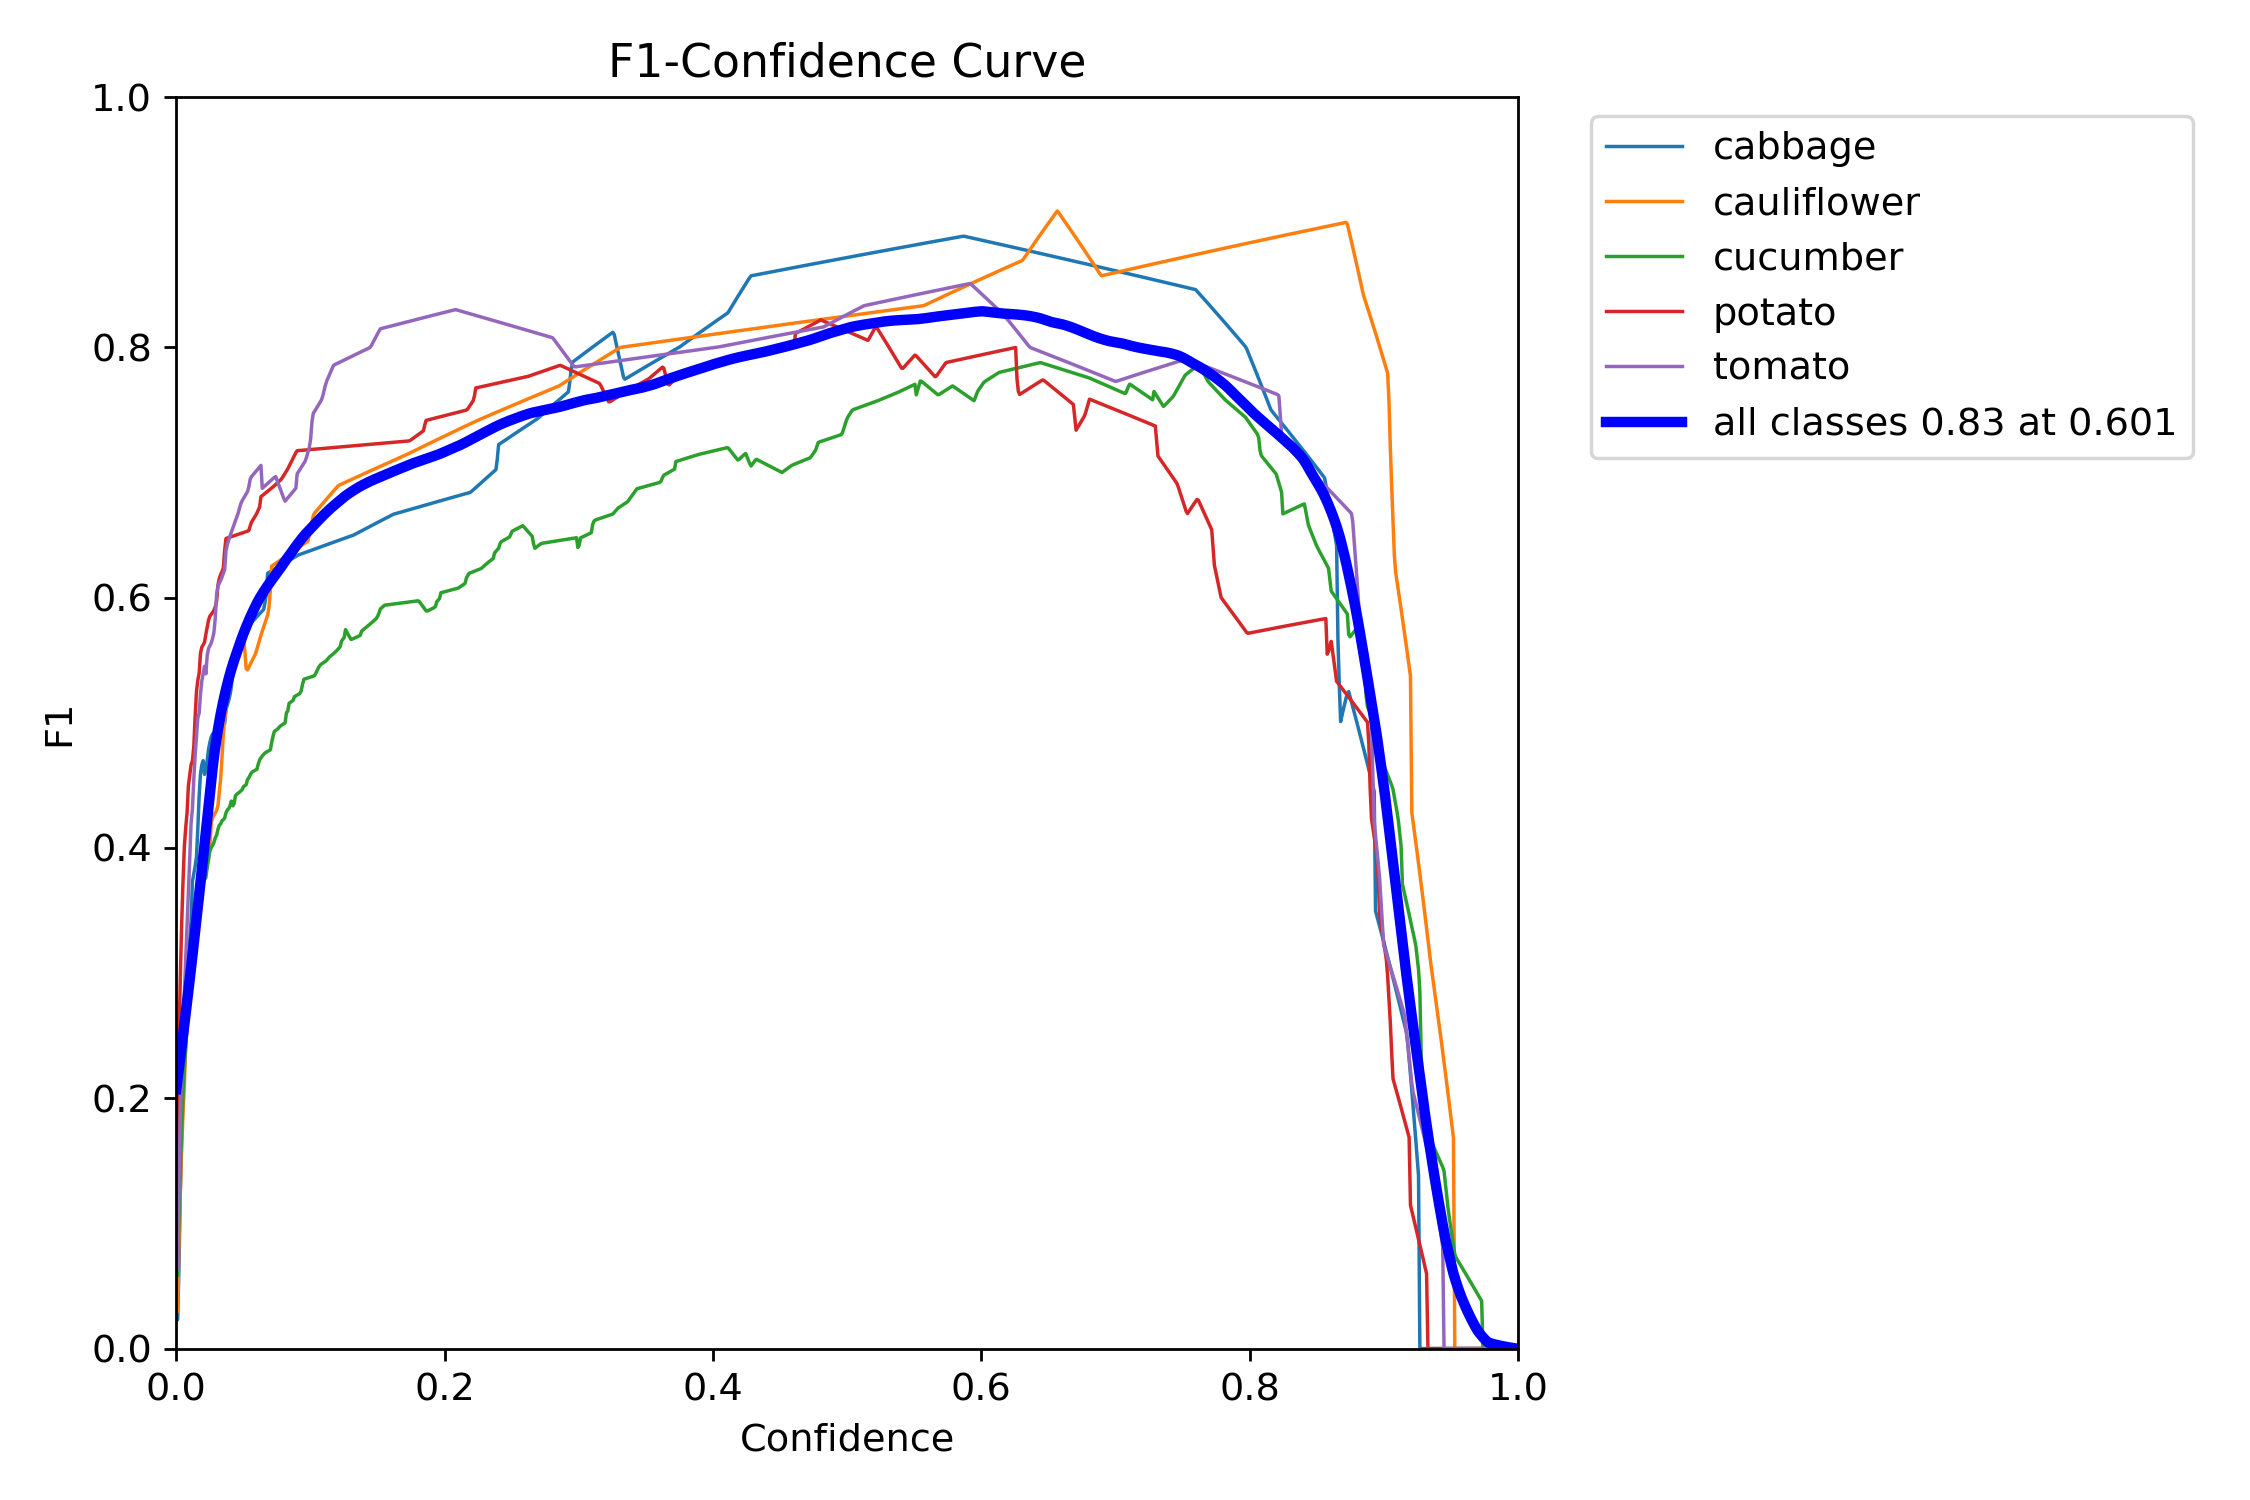 F1-Confidence Curve
1.0
0.8
0.6
0.4
0.2
0.0
F1
0.0 0.2 0.4 0.6 0.8 1.0
Confidence
cabbage
cauliflower
cucumber
potato
tomato
all classes 0.83 at 0.601